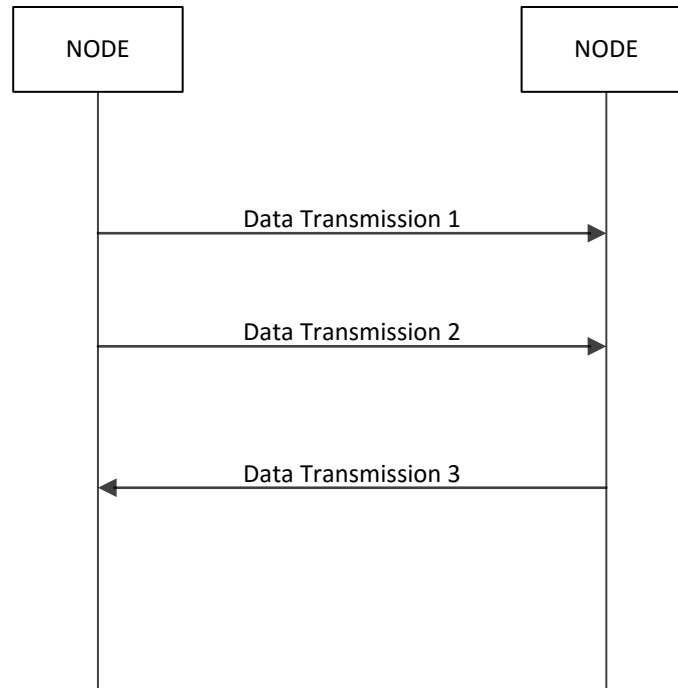 NODE
NODE
Data Transmission 1
Data Transmission 2
Data Transmission 3